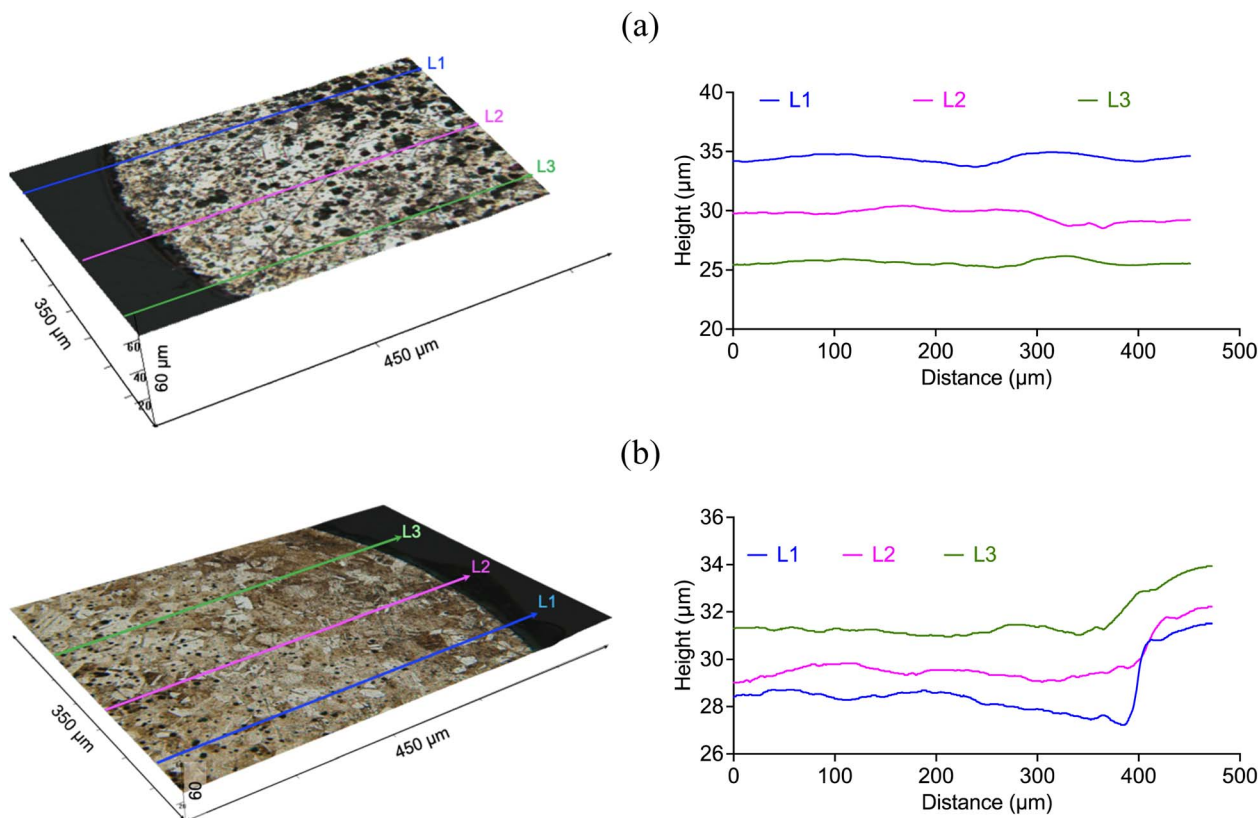 (a)
L1
L2
L3
350 µm
60
40
20
60 µm
450 µm
L1 L2 L3
Height (µm)
40
35
30
25
20
0 100 200 300 400 500
Distance (µm)
(b)
L3
L2
L1
350 µm
60
20
450 µm
L1 L2 L3
Height (µm)
36
34
32
30
28
26
0 100 200 300 400 500
Distance (µm)